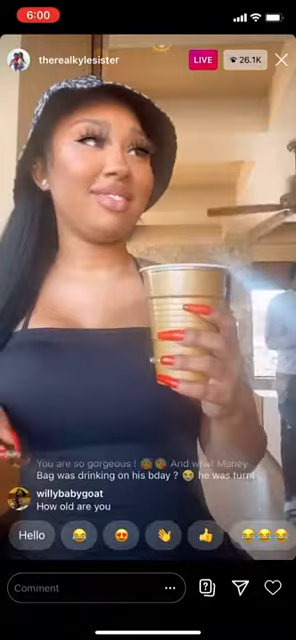 6:00
therealkylesister
LIVE
26.1K
You are so gorgeous ! 🥰🥰 And what Money
Bag was drinking on his bday ? 😭 he was turnt
willybabygoat
How old are you
Hello
Comment